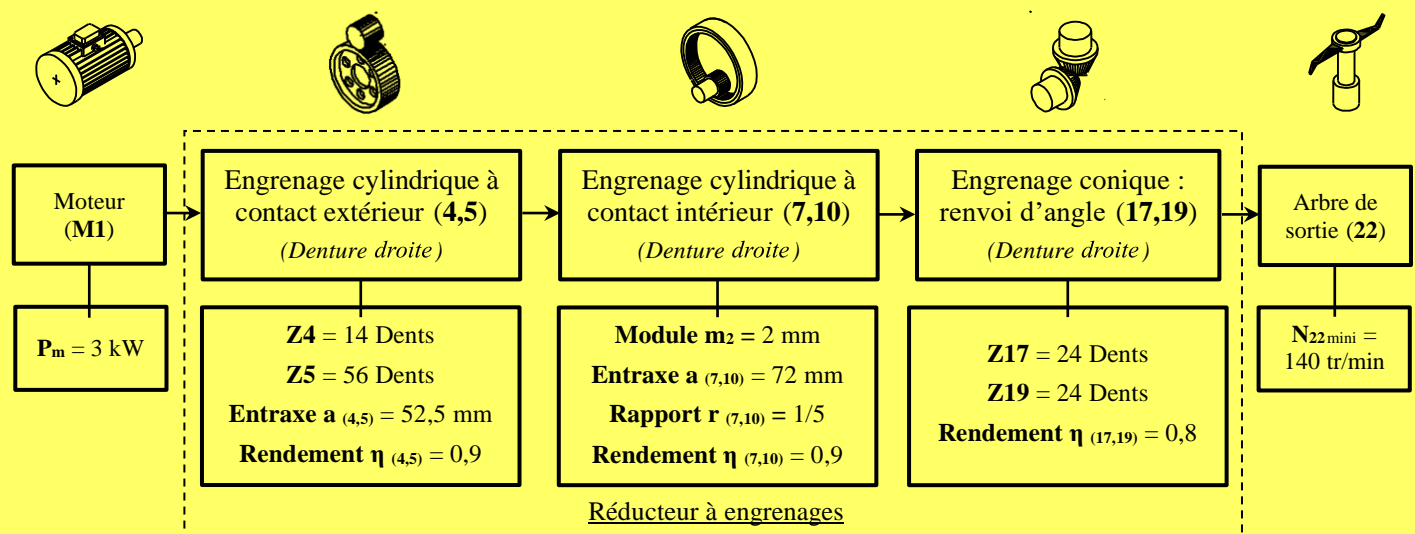 Moteur
(M1)
Engrenage cylindrique à
contact extérieur (4,5)
(Denture droite)
Engrenage cylindrique à
contact intérieur (7,10)
(Denture droite)
Engrenage conique :
renvoi d'angle (17,19)
(Denture droite)
Arbre de
sortie (22)
Pm = 3 kW
Z4 = 14 Dents
Z5 = 56 Dents
Entraxe a (4,5) = 52,5 mm
Rendement η (4,5) = 0,9
Module m2 = 2 mm
Entraxe a (7,10) = 72 mm
Rapport r (7,10) = 1/5
Rendement η (7,10) = 0,9
Z17 = 24 Dents
Z19 = 24 Dents
Rendement η (17,19) = 0,8
N22 mini =
140 tr/min
Réducteur à engrenages